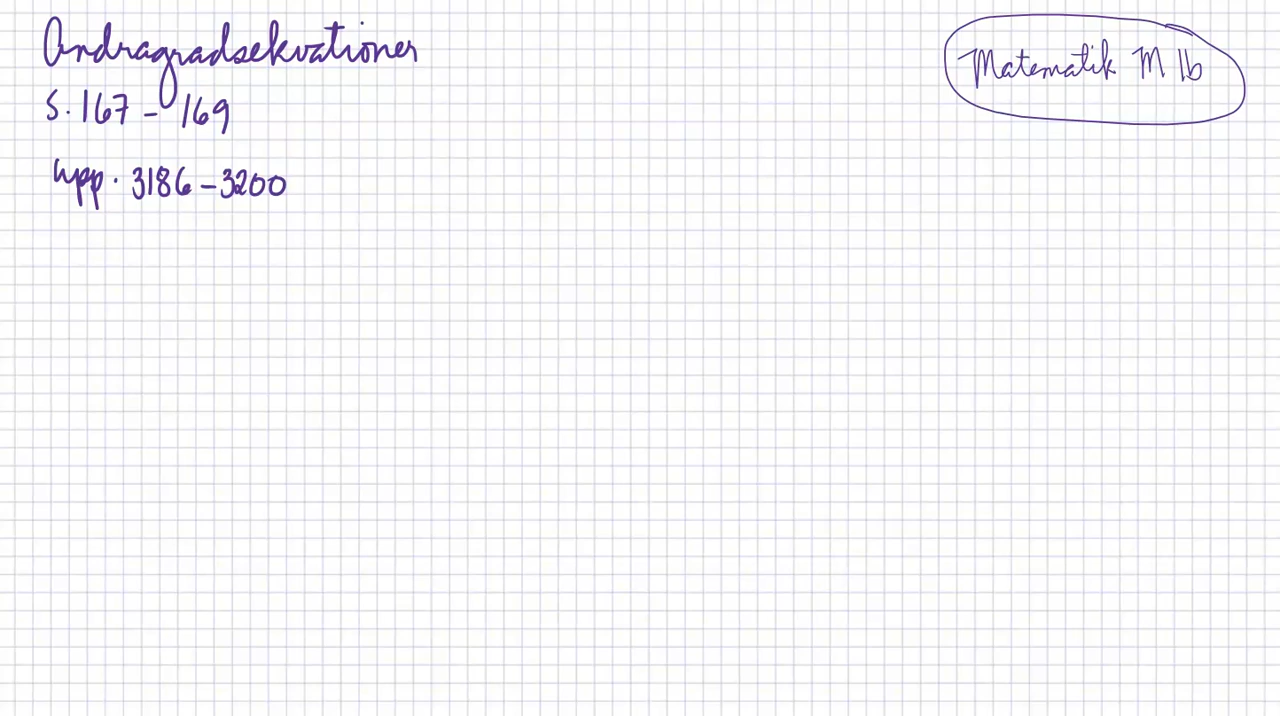 Andragradsekvationer
Matematik M 1b
S. 167 - 169
upp. 3186 - 3200